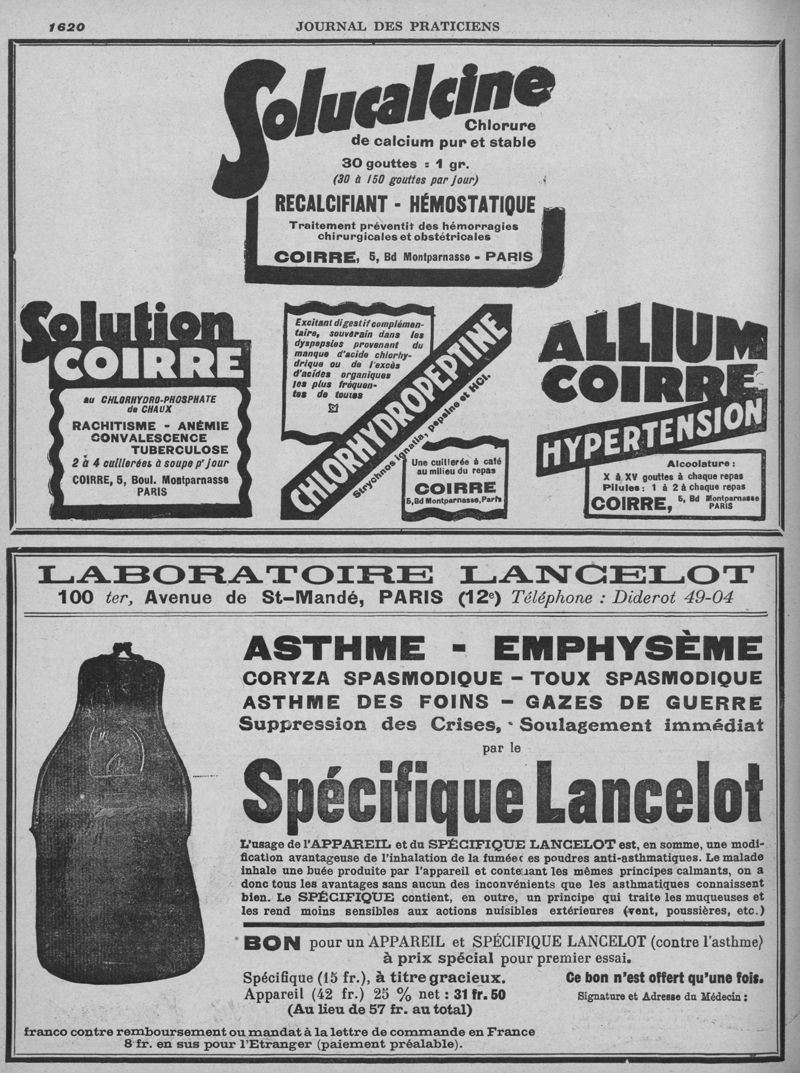 1620
JOURNAL DES PRATICIENS
Solucalcine
Chlorure
de calcium pur et stable
30 gouttes = 1 gr.
(30 à 150 gouttes par jour)
RECALCIFIANT - HÉMOSTATIQUE
Traitement préventif des hémorragies
chirurgicales et obstétricales
COIRRE, 5, Bd Montparnasse - PARIS
Solution
COIRRE
au CHLORHYDRO-PHOSPHATE
de CHAUX
RACHITISME - ANÉMIE
CONVALESCENCE
TUBERCULOSE
2 à 4 cuillerées à soupe pr jour
COIRRE, 5, Boul. Montparnasse
PARIS
Excitant digestif complémen-
taire, souverain dans les
dyspepsies provenant du
manque d'acide chlorhy-
drique ou de l'excès
d'acides organiques
les plus fréquen-
tes de toutes
CHLORHYDROPEPTINE
Strychnos ignatia, pepsine et HCl.
Une cuillerée à café
au milieu du repas
COIRRE
5, Bd Montparnasse, Paris
ALLIUM
COIRRE
HYPERTENSION
Alcoolature :
X à XV gouttes à chaque repas
Pilules : 1 à 2 à chaque repas
COIRRE, 5, Bd Montparnasse
PARIS
LABORATOIRE LANCELOT
100 ter, Avenue de St-Mandé, PARIS (12e) Téléphone : Diderot 49-04
ASTHME - EMPHYSÈME
CORYZA SPASMODIQUE - TOUX SPASMODIQUE
ASTHME DES FOINS - GAZES DE GUERRE
Suppression des Crises, Soulagement immédiat
par le
Spécifique Lancelot
L'usage de l'APPAREIL et du SPÉCIFIQUE LANCELOT est, en somme, une modi-
fication avantageuse de l'inhalation de la fumée es poudres anti-asthmatiques. Le malade
inhale une buée produite par l'appareil et contenant les mêmes principes calmants, on a
donc tous les avantages sans aucun des inconvénients que les asthmatiques connaissent
bien. Le SPÉCIFIQUE contient, en outre, un principe qui traite les muqueuses et
les rend moins sensibles aux actions nuisibles extérieures (vent, poussières, etc.)
BON pour un APPAREIL et SPÉCIFIQUE LANCELOT (contre l'asthme)
à prix spécial pour premier essai.
Spécifique (15 fr.), à titre gracieux.
Appareil (42 fr.) 25 % net : 31 fr. 50
(Au lieu de 57 fr. au total)
Ce bon n'est offert qu'une fois.
Signature et Adresse du Médecin :
franco contre remboursement ou mandat à la lettre de commande en France
8 fr. en sus pour l'Etranger (paiement préalable).